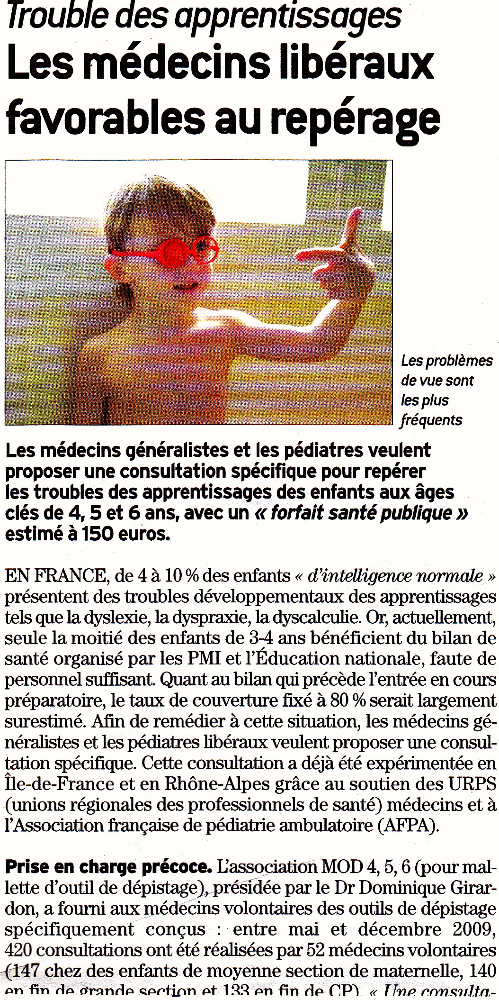 Trouble des apprentissages
Les médecins libéraux
favorables au repérage
Les problèmes
de vue sont
les plus
fréquents
Les médecins généralistes et les pédiatres veulent
proposer une consultation spécifique pour repérer
les troubles des apprentissages des enfants aux âges
clés de 4, 5 et 6 ans, avec un « forfait santé publique »
estimé à 150 euros.
EN FRANCE, de 4 à 10 % des enfants « d'intelligence normale »
présentent des troubles développementaux des apprentissages
tels que la dyslexie, la dyspraxie, la dyscalculie. Or, actuellement,
seule la moitié des enfants de 3-4 ans bénéficient du bilan de
santé organisé par les PMI et l'Éducation nationale, faute de
personnel suffisant. Quant au bilan qui précède l'entrée en cours
préparatoire, le taux de couverture fixé à 80 % serait largement
surestimé. Afin de remédier à cette situation, les médecins gé-
néralistes et les pédiatres libéraux veulent proposer une consul-
tation spécifique. Cette consultation a déjà été expérimentée en
Île-de-France et en Rhône-Alpes grâce au soutien des URPS
(unions régionales des professionnels de santé) médecins et à
l'Association française de pédiatrie ambulatoire (AFPA).
Prise en charge précoce. L'association MOD 4, 5, 6 (pour mal-
lette d'outil de dépistage), présidée par le Dr Dominique Girar-
don, a fourni aux médecins volontaires des outils de dépistage
spécifiquement conçus : entre mai et décembre 2009,
420 consultations ont été réalisées par 52 médecins volontaires
(147 chez des enfants de moyenne section de maternelle, 140
en fin de grande section et 133 en fin de CP). « Une consulta-